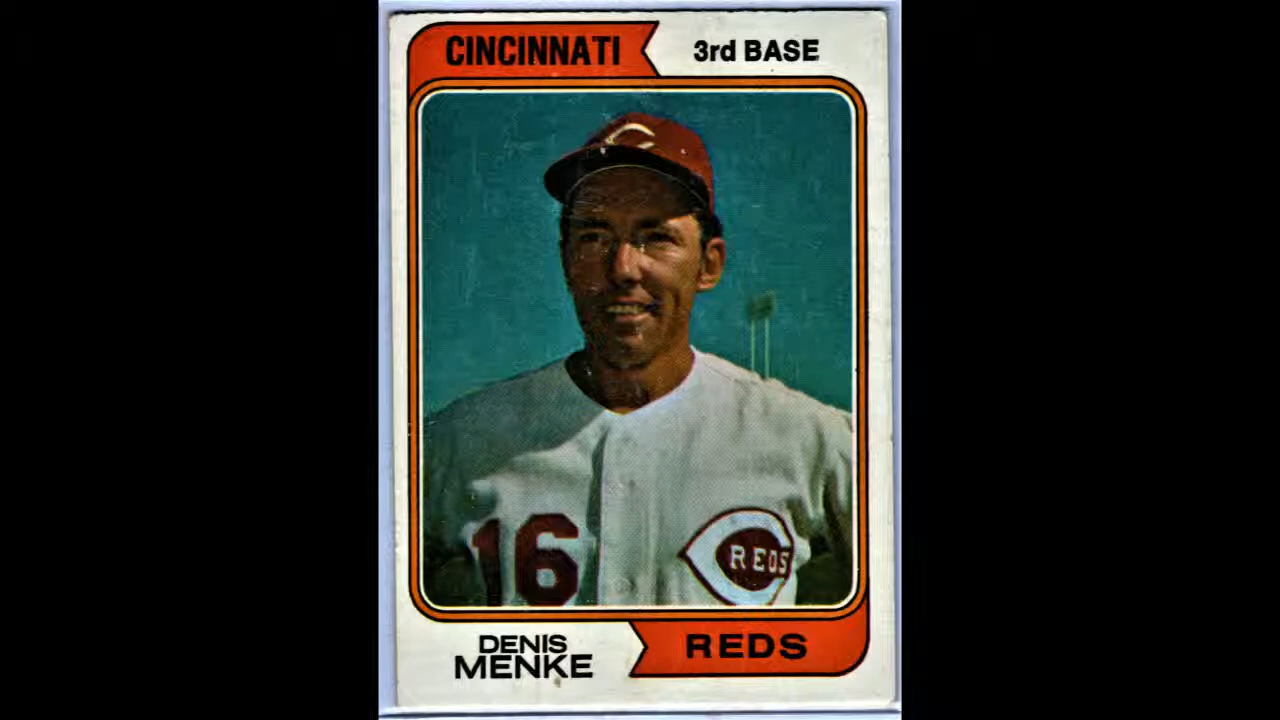 CINCINNATI
3rd BASE
C
16
REDS
DENIS
MENKE
REDS